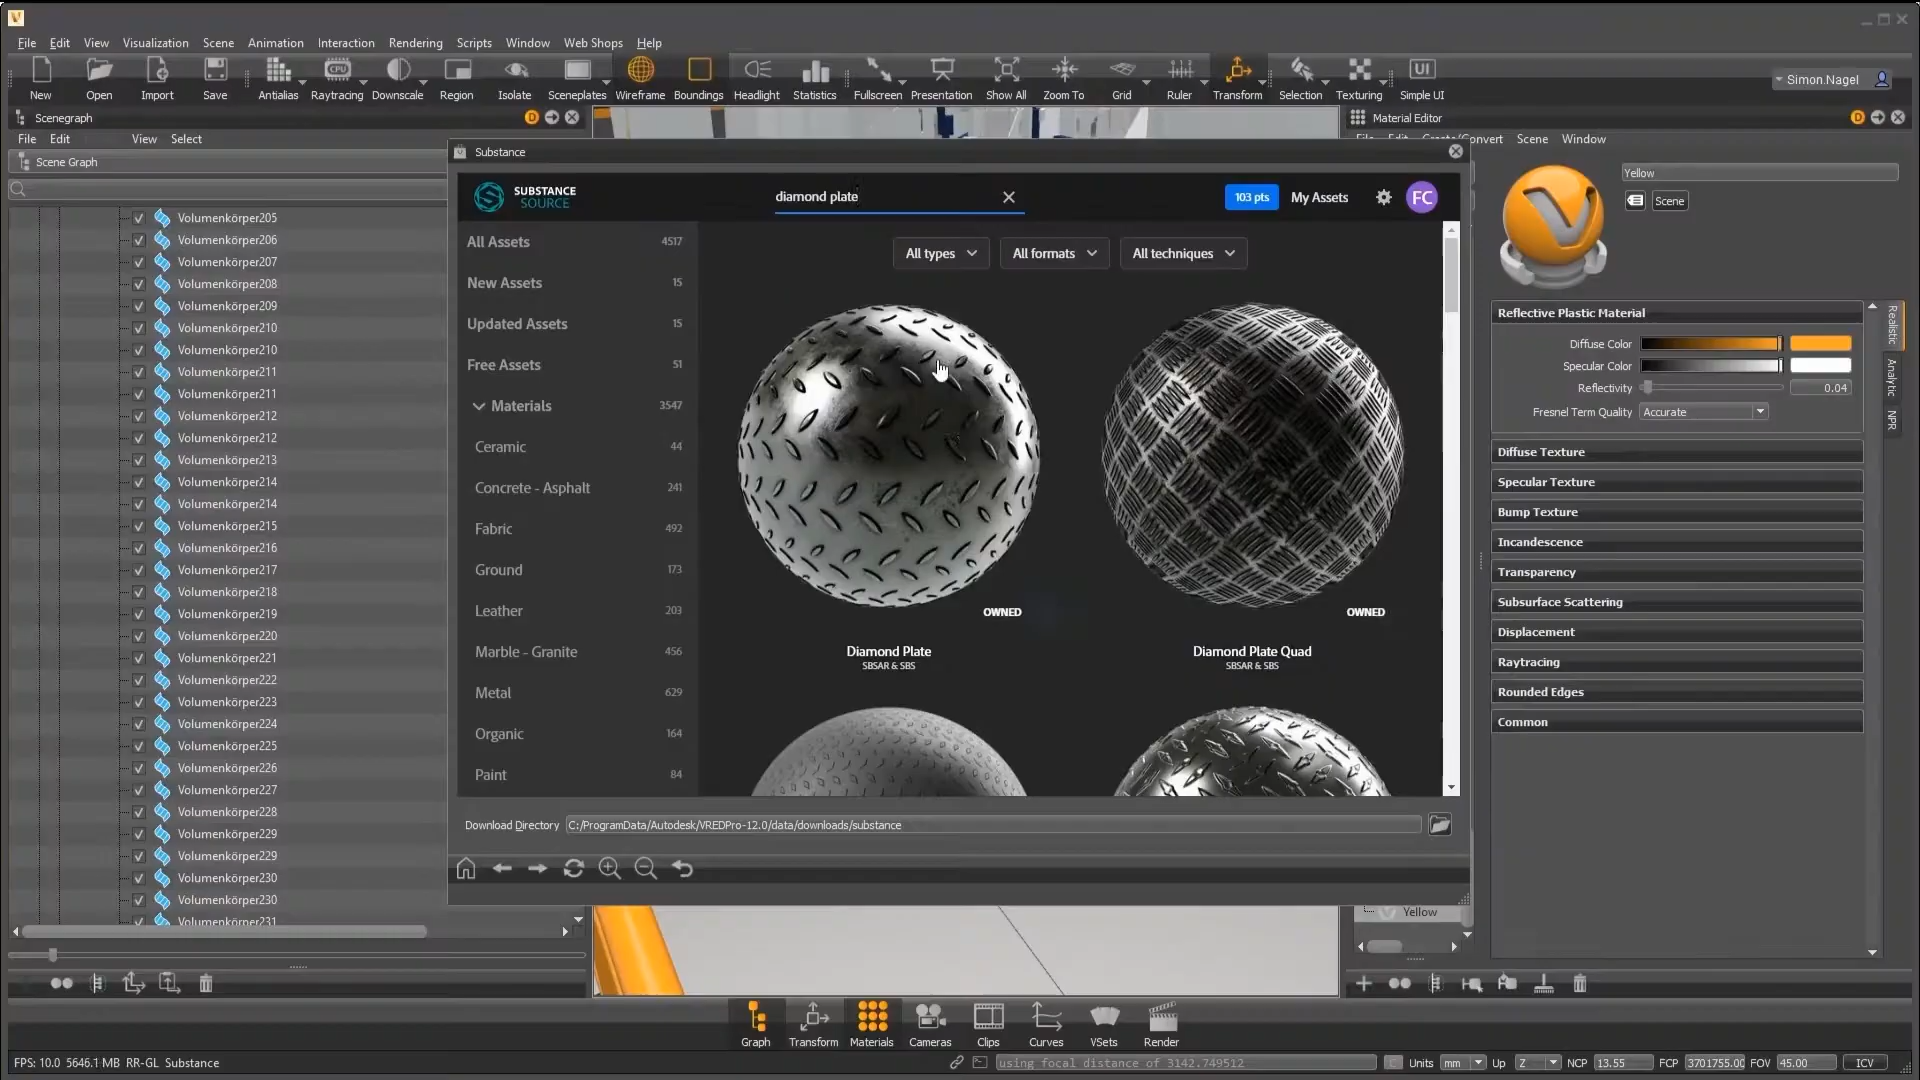 File Edit View Visualization Scene Animation Interaction Rendering Scripts Window Web Shops Help
New Open Import Save Antialias Raytracing Downscale Region Isolate Sceneplates Wireframe Boundings Headlight Statistics Fullscreen Presentation Show All Zoom To Grid Ruler Transform Selection Texturing Simple UI
CPU
UI
Simon.Nagel
Scenegraph
D
File Edit View Select
Scene Graph
Volumenkörper205
Volumenkörper206
Volumenkörper207
Volumenkörper208
Volumenkörper209
Volumenkörper210
Volumenkörper210
Volumenkörper211
Volumenkörper211
Volumenkörper212
Volumenkörper212
Volumenkörper213
Volumenkörper214
Volumenkörper214
Volumenkörper215
Volumenkörper216
Volumenkörper217
Volumenkörper218
Volumenkörper219
Volumenkörper220
Volumenkörper221
Volumenkörper222
Volumenkörper223
Volumenkörper224
Volumenkörper225
Volumenkörper226
Volumenkörper227
Volumenkörper228
Volumenkörper229
Volumenkörper229
Volumenkörper230
Volumenkörper230
Volumenkörper231
Substance
SUBSTANCE
SOURCE
diamond plate
103 pts
My Assets
FC
All Assets 4517
New Assets 15
Updated Assets 15
Free Assets 51
Materials 3547
Ceramic 44
Concrete - Asphalt 241
Fabric 492
Ground 173
Leather 203
Marble - Granite 456
Metal 629
Organic 164
Paint 84
All types All formats All techniques
OWNED
Diamond Plate
SBSAR & SBS
OWNED
Diamond Plate Quad
SBSAR & SBS
Download Directory C:/ProgramData/Autodesk/VREDPro-12.0/data/downloads/substance
Material Editor
D
File Edit Create/Convert Scene Window
Yellow
Scene
Reflective Plastic Material
Diffuse Color
Specular Color
Reflectivity 0.04
Fresnel Term Quality Accurate
Diffuse Texture
Specular Texture
Bump Texture
Incandescence
Transparency
Subsurface Scattering
Displacement
Raytracing
Rounded Edges
Common
Realistic
Analytic
NPR
Yellow
Graph Transform Materials Cameras Clips Curves VSets Render
FPS: 10.0 5646.1 MB RR-GL Substance
using focal distance of 3142.749512
C Units mm Up Z NCP 13.55 FCP 3701755.00 FOV 45.00 ICV